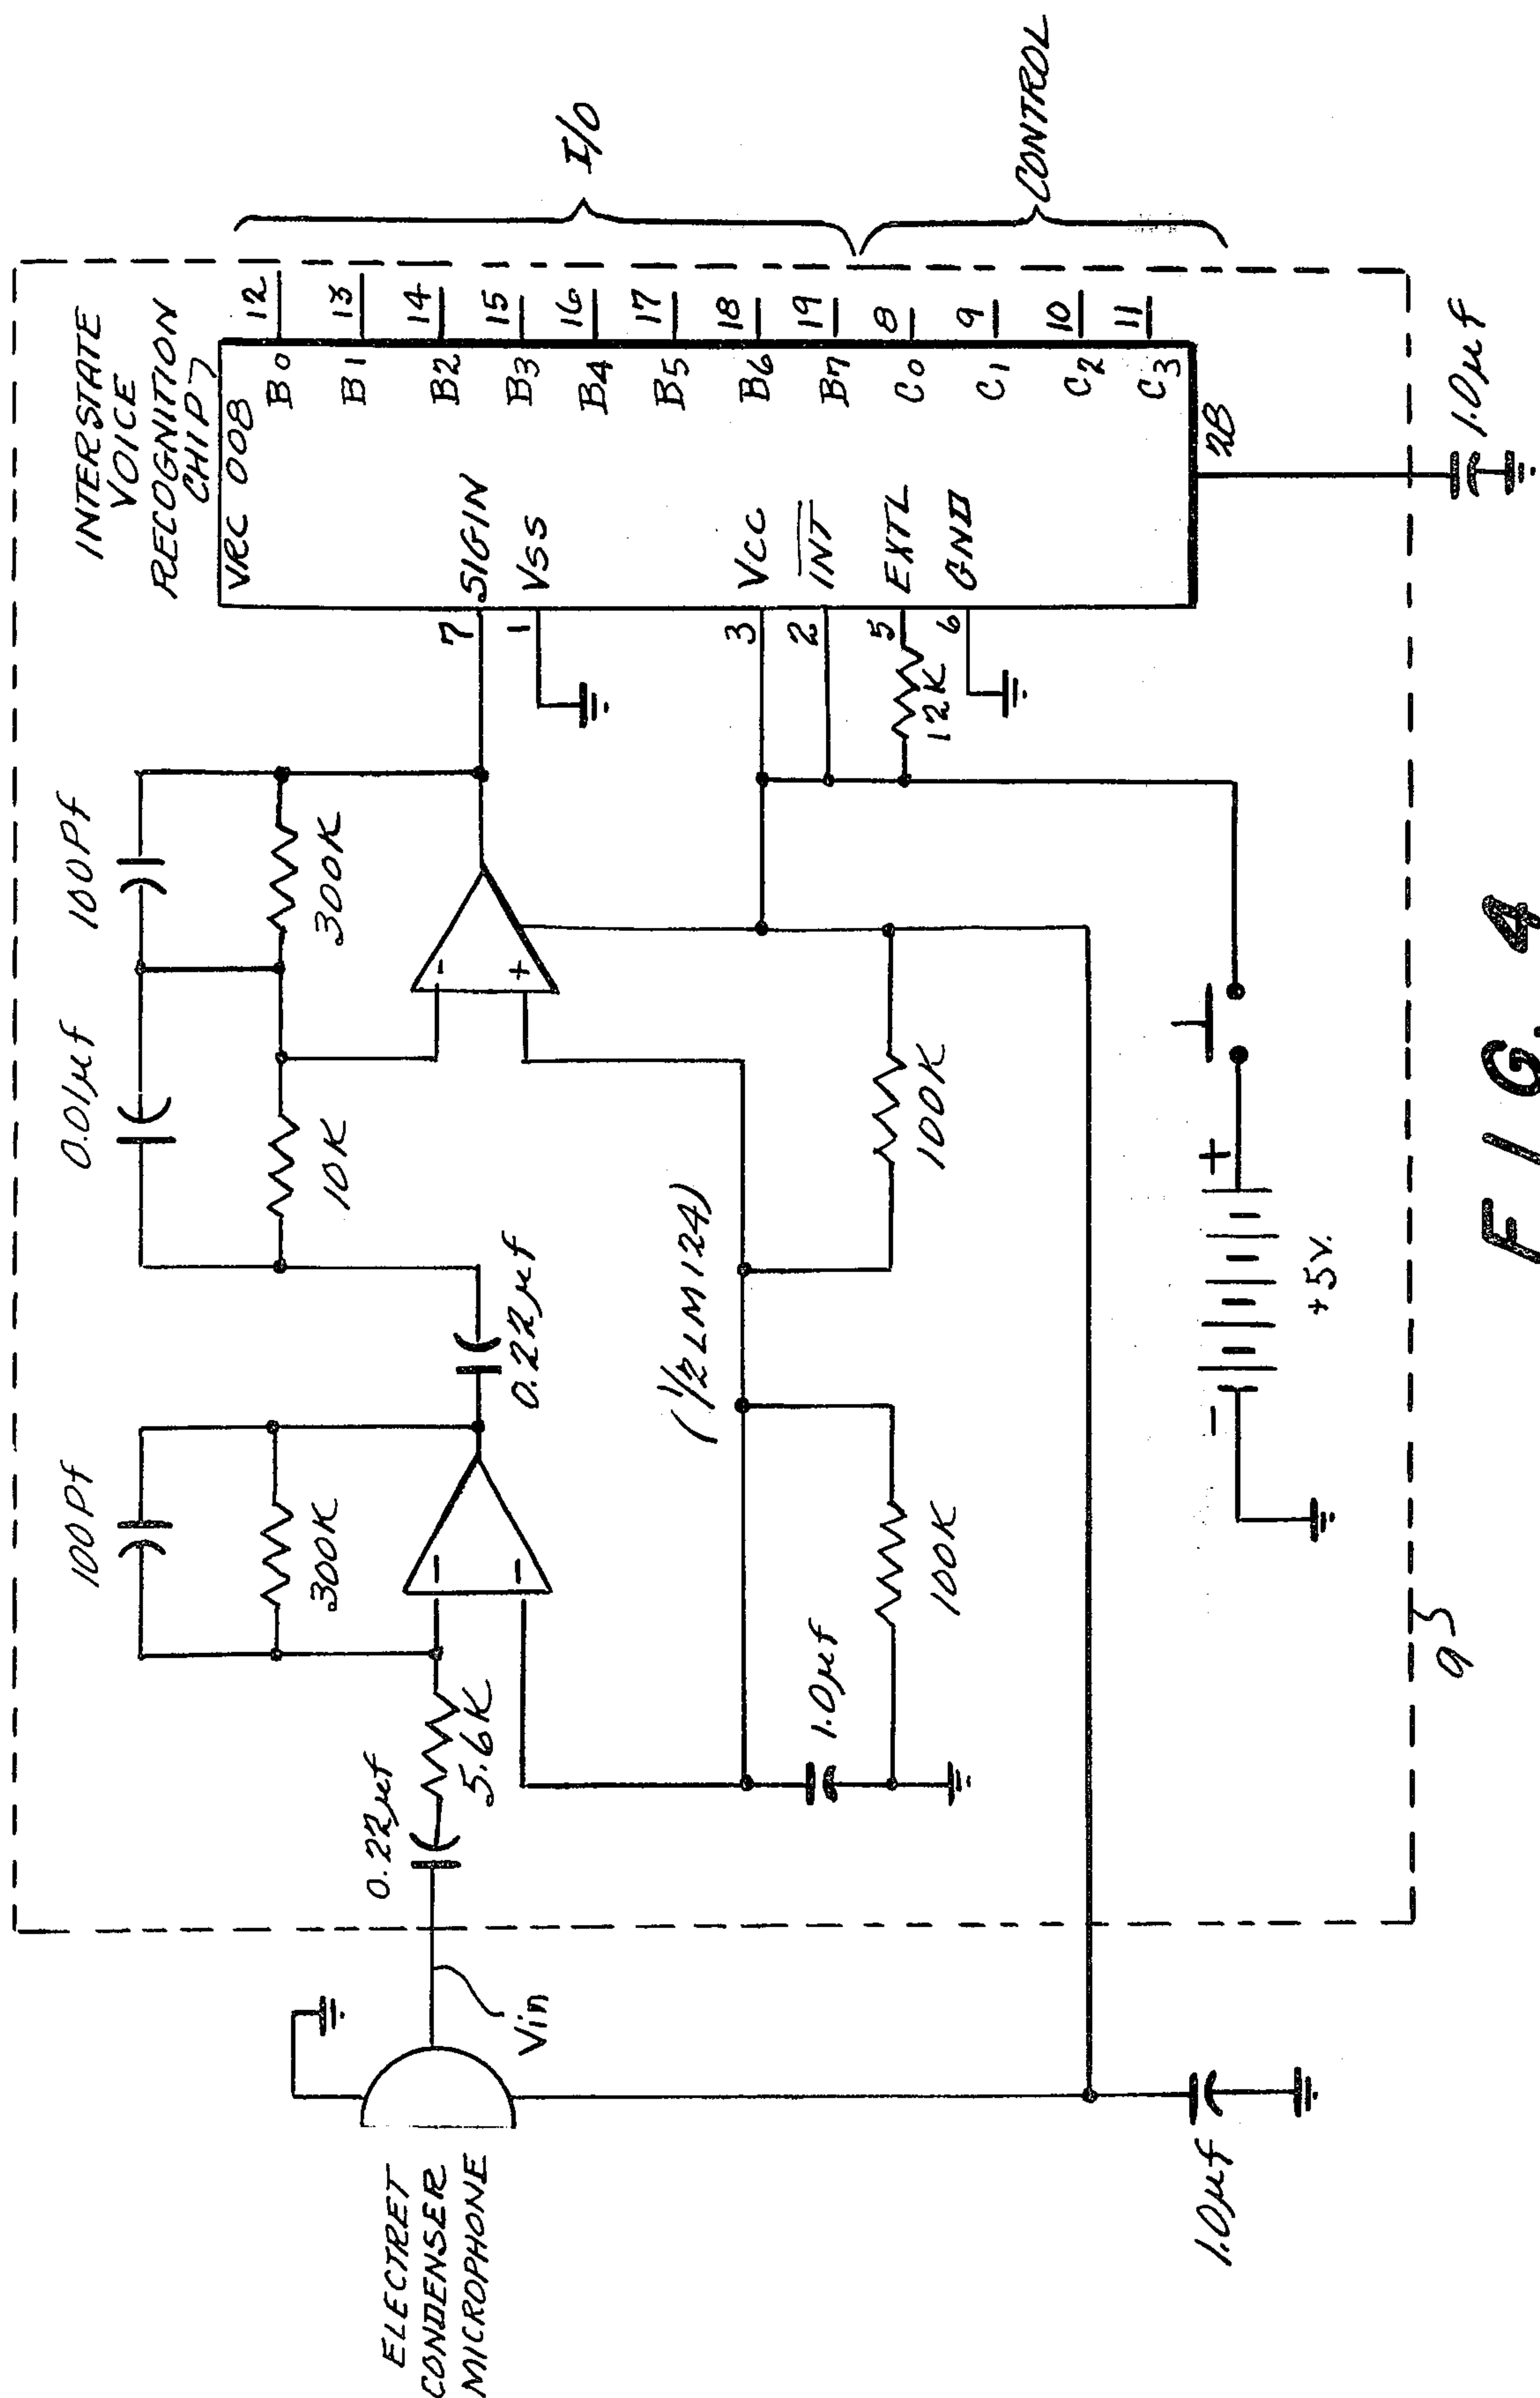 INTERSTATE
VOICE
RECOGNITION
CHIP 7
VRC 008
B0 12
B1 13
B2 14
B3 15
B4 16
B5 17
B6 18
B7 19
C0 8
C1 9
C2 10
C3 11
I/O
CONTROL
7 SIGIN
1 VSS
3 VCC
2 INT
5 EXTL
6 GND
12K
2B
1.0µf
100Pf
300K
0.01µf
10K
-
+
0.22µf
100Pf
300K
-
-
(1/2 LM124)
100K
100K
1.0µf
5.6K
0.22µf
Vin
ELECTRET
CONDENSER
MICROPHONE
1.0µf
- +
+5V.
9
FIG. 4